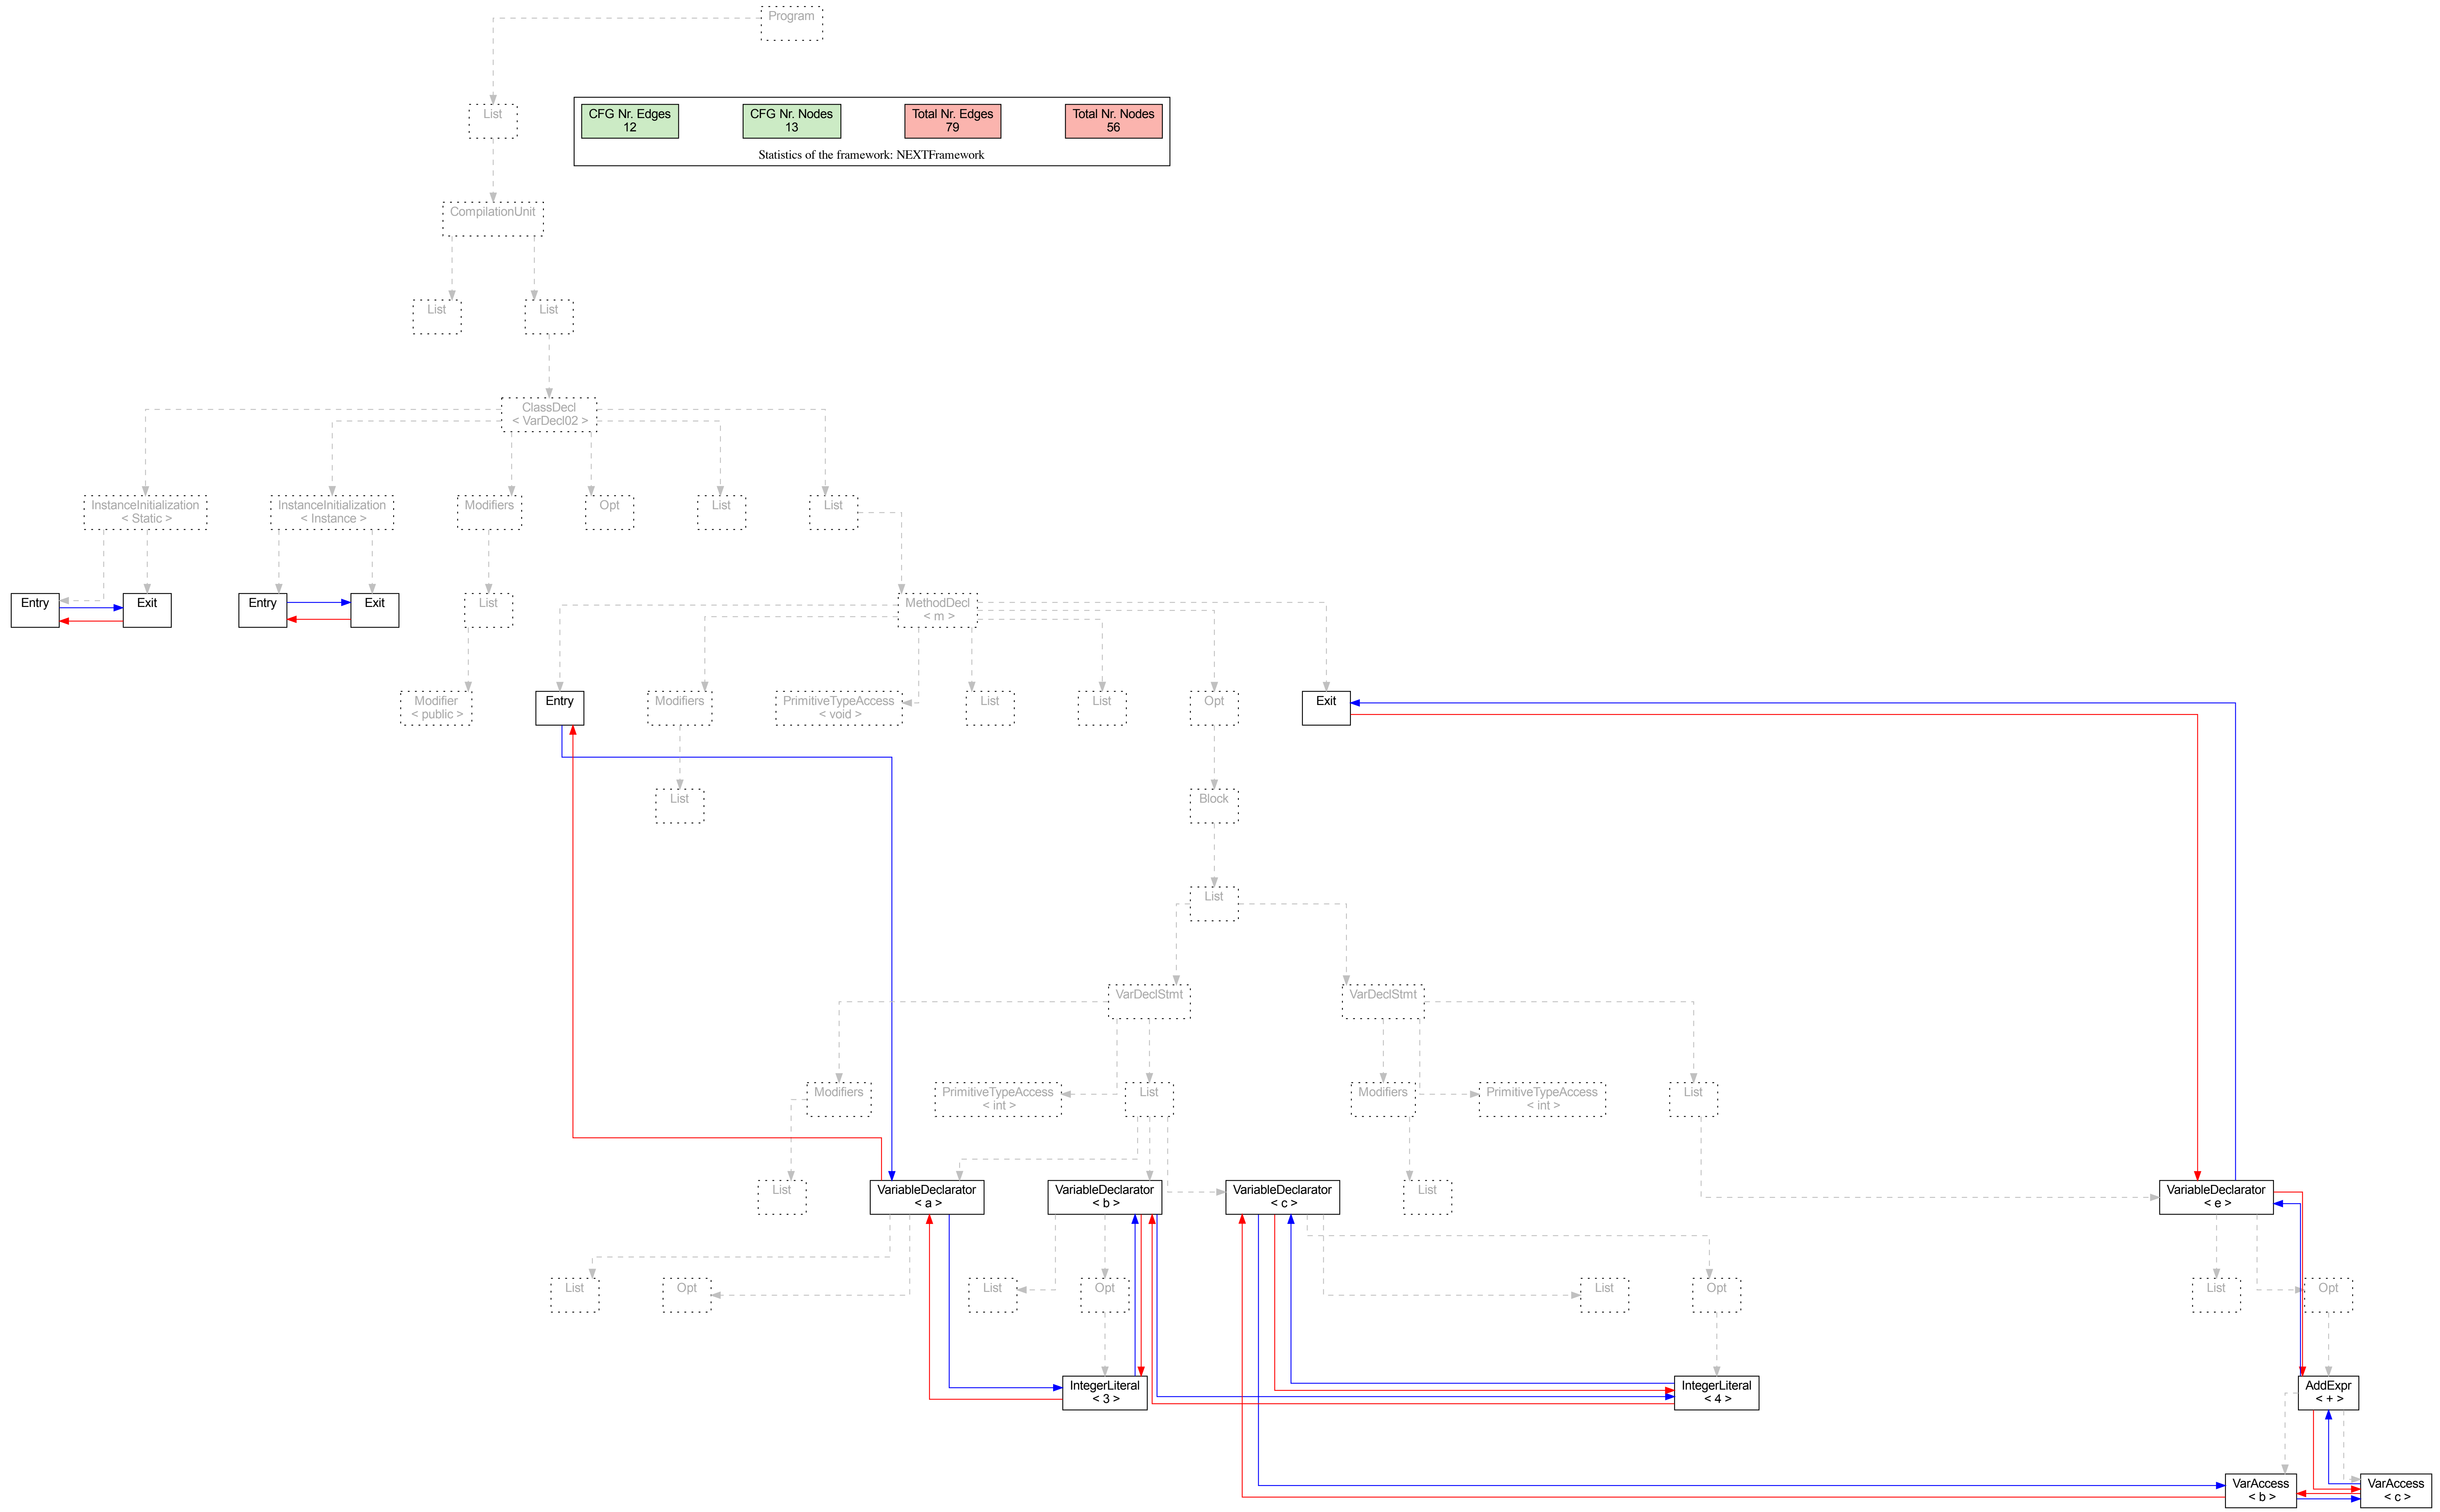 Program
List
CFG Nr. Edges
12
CFG Nr. Nodes
13
Total Nr. Edges
79
Total Nr. Nodes
56
Statistics of the framework: NEXTFramework
CompilationUnit
List
List
ClassDecl
< VarDecl02 >
InstanceInitialization
< Static >
InstanceInitialization
< Instance >
Modifiers
Opt
List
List
Entry
Exit
Entry
Exit
List
MethodDecl
< m >
Modifier
< public >
Entry
Modifiers
PrimitiveTypeAccess
< void >
List
List
Opt
Exit
List
Block
List
VarDeclStmt
VarDeclStmt
Modifiers
PrimitiveTypeAccess
< int >
List
Modifiers
PrimitiveTypeAccess
< int >
List
List
VariableDeclarator
< a >
VariableDeclarator
< b >
VariableDeclarator
< c >
List
VariableDeclarator
< e >
List
Opt
List
Opt
List
Opt
List
Opt
IntegerLiteral
< 3 >
IntegerLiteral
< 4 >
AddExpr
< + >
VarAccess
< b >
VarAccess
< c >